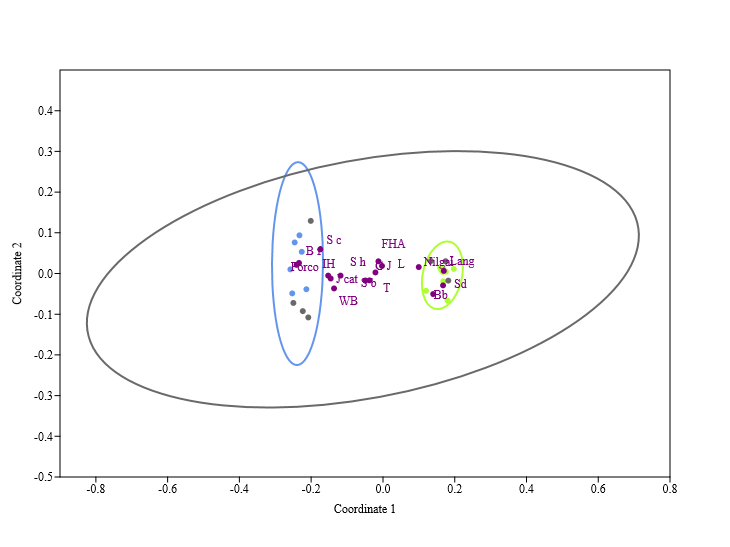 0.4
0.3
0.2
0.1
0.0
-0.1
-0.2
-0.3
-0.4
-0.5
Coordinate 2
S c
FHA
Porco
IH
S h
J
L
Nilgai
Lang
J cat
S b
T
Sd
Bb
WB
-0.8
-0.6
-0.4
-0.2
0.0
0.2
0.4
0.6
0.8
Coordinate 1